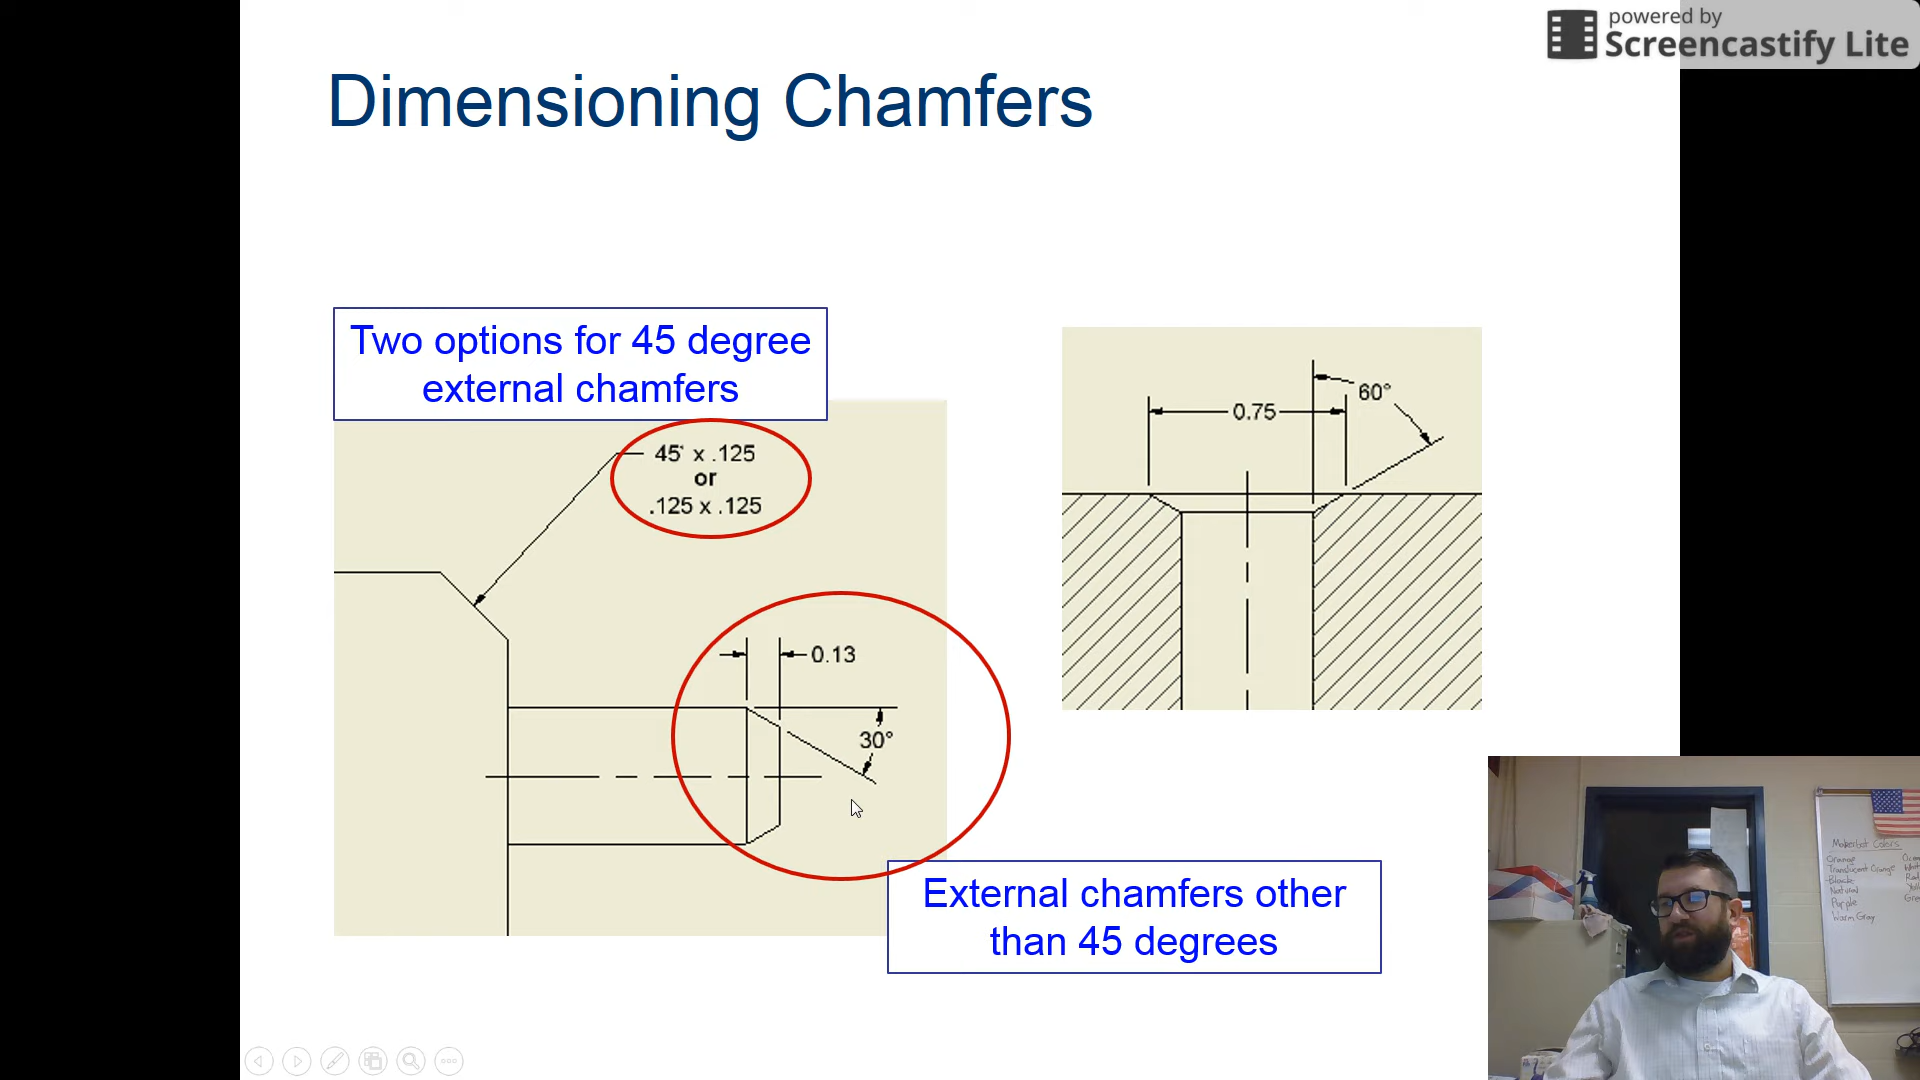 powered by
Screencastify Lite
Dimensioning Chamfers
Two options for 45 degree
external chamfers
45° x .125
or
.125 x .125
0.13
30°
0.75
60°
External chamfers other
than 45 degrees
Makerbot Colors
Orange
Translucent Orange
Black
Natural
Purple
Warm Gray